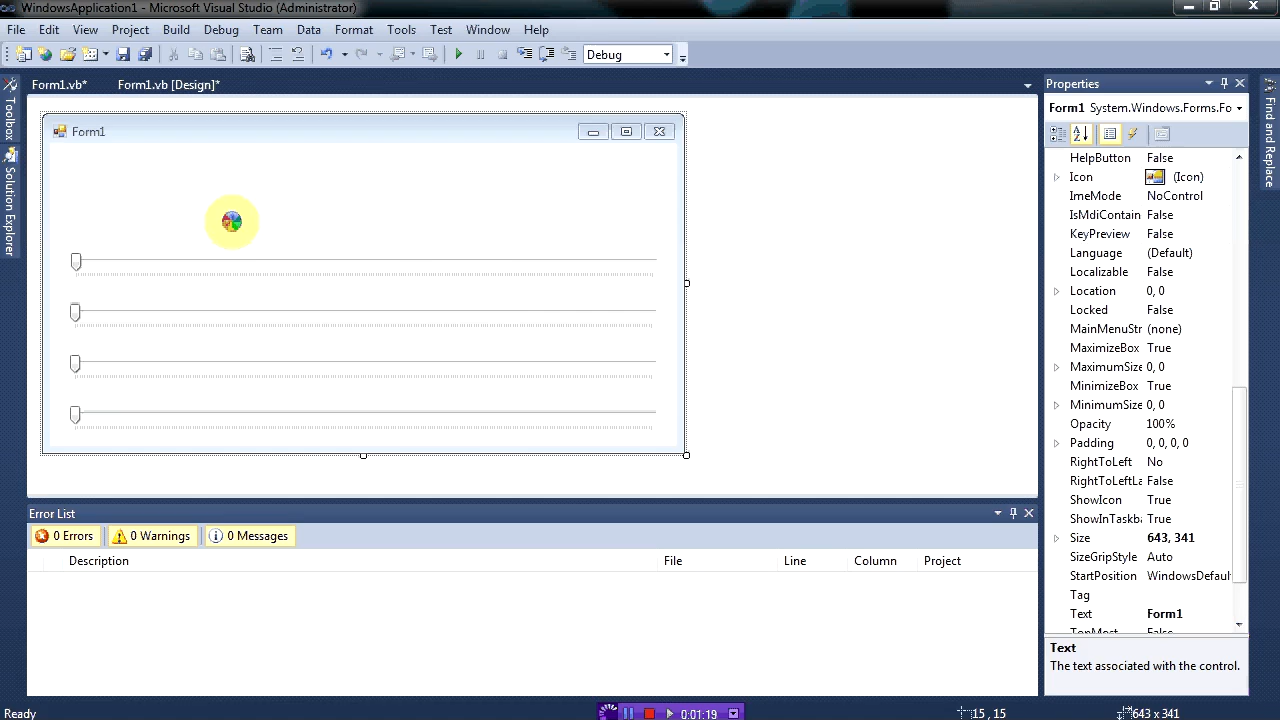 WindowsApplication1 - Microsoft Visual Studio (Administrator)
File Edit View Project Build Debug Team Data Format Tools Test Window Help
Debug
Toolbox
Solution Explorer
Form1.vb*
Form1.vb [Design]*
Form1
Error List
0 Errors
0 Warnings
0 Messages
Description File Line Column Project
Properties
Form1 System.Windows.Forms.Fo
HelpButton False
Icon (Icon)
ImeMode NoControl
IsMdiContain False
KeyPreview False
Language (Default)
Localizable False
Location 0, 0
Locked False
MainMenuStr (none)
MaximizeBox True
MaximumSize 0, 0
MinimizeBox True
MinimumSize 0, 0
Opacity 100%
Padding 0, 0, 0, 0
RightToLeft No
RightToLeftLa False
ShowIcon True
ShowInTaskba True
Size 643, 341
SizeGripStyle Auto
StartPosition WindowsDefaul
Tag
Text Form1
TopMost False
Text
The text associated with the control.
Find and Replace
Ready
0:01:19
15 , 15
643 x 341